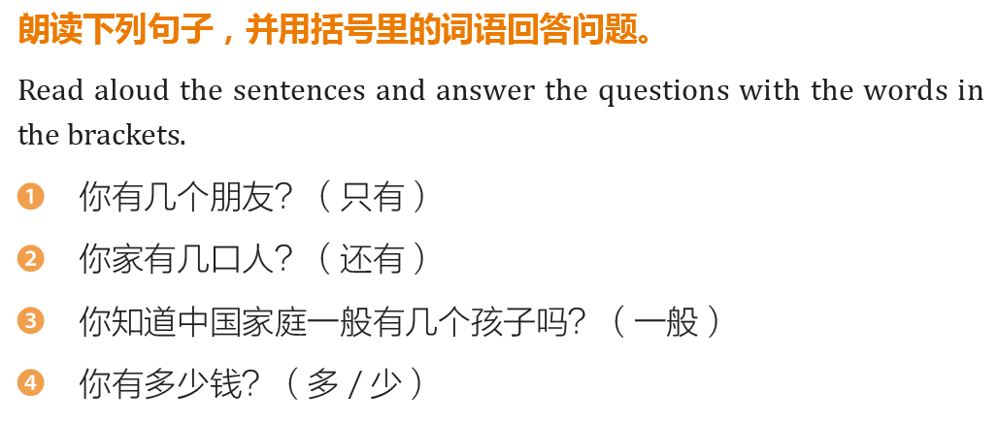 朗读下列句子，并用括号里的词语回答问题。
Read aloud the sentences and answer the questions with the words in
the brackets.
1 你有几个朋友？（只有）
2 你家有几口人？（还有）
3 你知道中国家庭一般有几个孩子吗？（一般）
4 你有多少钱？（多/少）